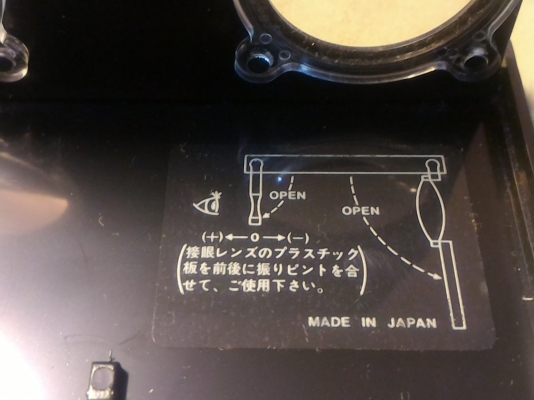 OPEN
OPEN
(+)←0→(−)
(接眼レンズのプラスチック
板を前後に振りピントを合
せて、ご使用下さい。)
MADE IN JAPAN